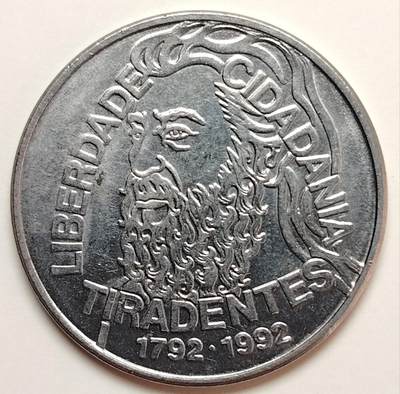 LIBERDADE
CIDADANIA
TIRADENTES
1792 · 1992